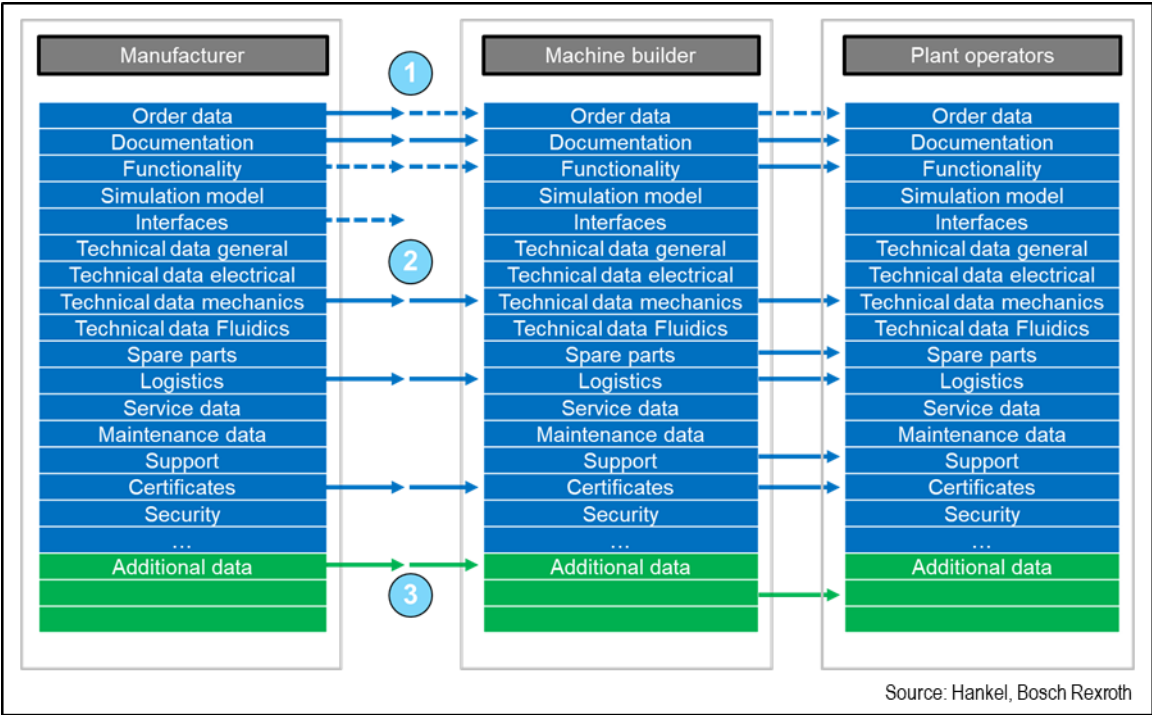 Manufacturer
Order data
Documentation
Functionality
Simulation model
Interfaces
Technical data general
Technical data electrical
Technical data mechanics
Technical data Fluidics
Spare parts
Logistics
Service data
Maintenance data
Support
Certificates
Security
...
Additional data
1
2
3
Machine builder
Order data
Documentation
Functionality
Simulation model
Interfaces
Technical data general
Technical data electrical
Technical data mechanics
Technical data Fluidics
Spare parts
Logistics
Service data
Maintenance data
Support
Certificates
Security
...
Additional data
Plant operators
Order data
Documentation
Functionality
Simulation model
Interfaces
Technical data general
Technical data electrical
Technical data mechanics
Technical data Fluidics
Spare parts
Logistics
Service data
Maintenance data
Support
Certificates
Security
...
Additional data
Source: Hankel, Bosch Rexroth